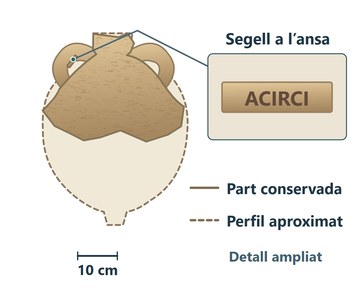 Segell a l’ansa
ACIRCI
Part conservada
Perfil aproximat
Detall ampliat
10 cm